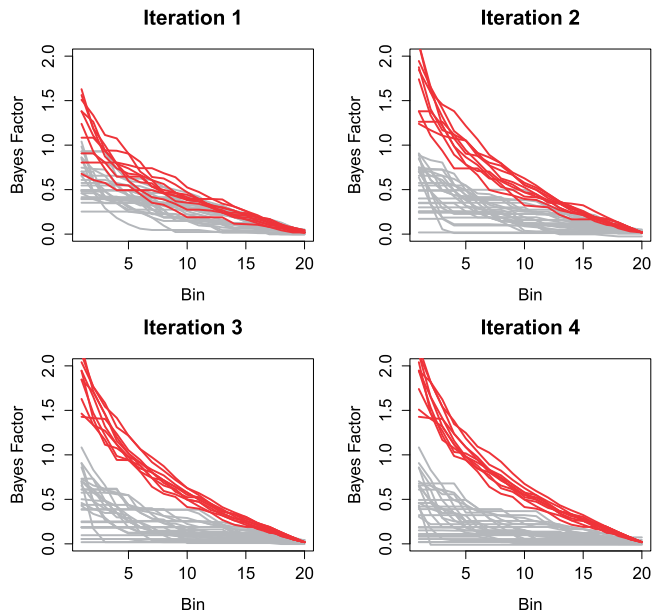 Iteration 1
Bayes Factor
2.0
1.5
1.0
0.5
0.0
5 10 15 20
Bin
Iteration 2
Bayes Factor
2.0
1.5
1.0
0.5
0.0
5 10 15 20
Bin
Iteration 3
Bayes Factor
2.0
1.5
1.0
0.5
0.0
5 10 15 20
Bin
Iteration 4
Bayes Factor
2.0
1.5
1.0
0.5
0.0
5 10 15 20
Bin